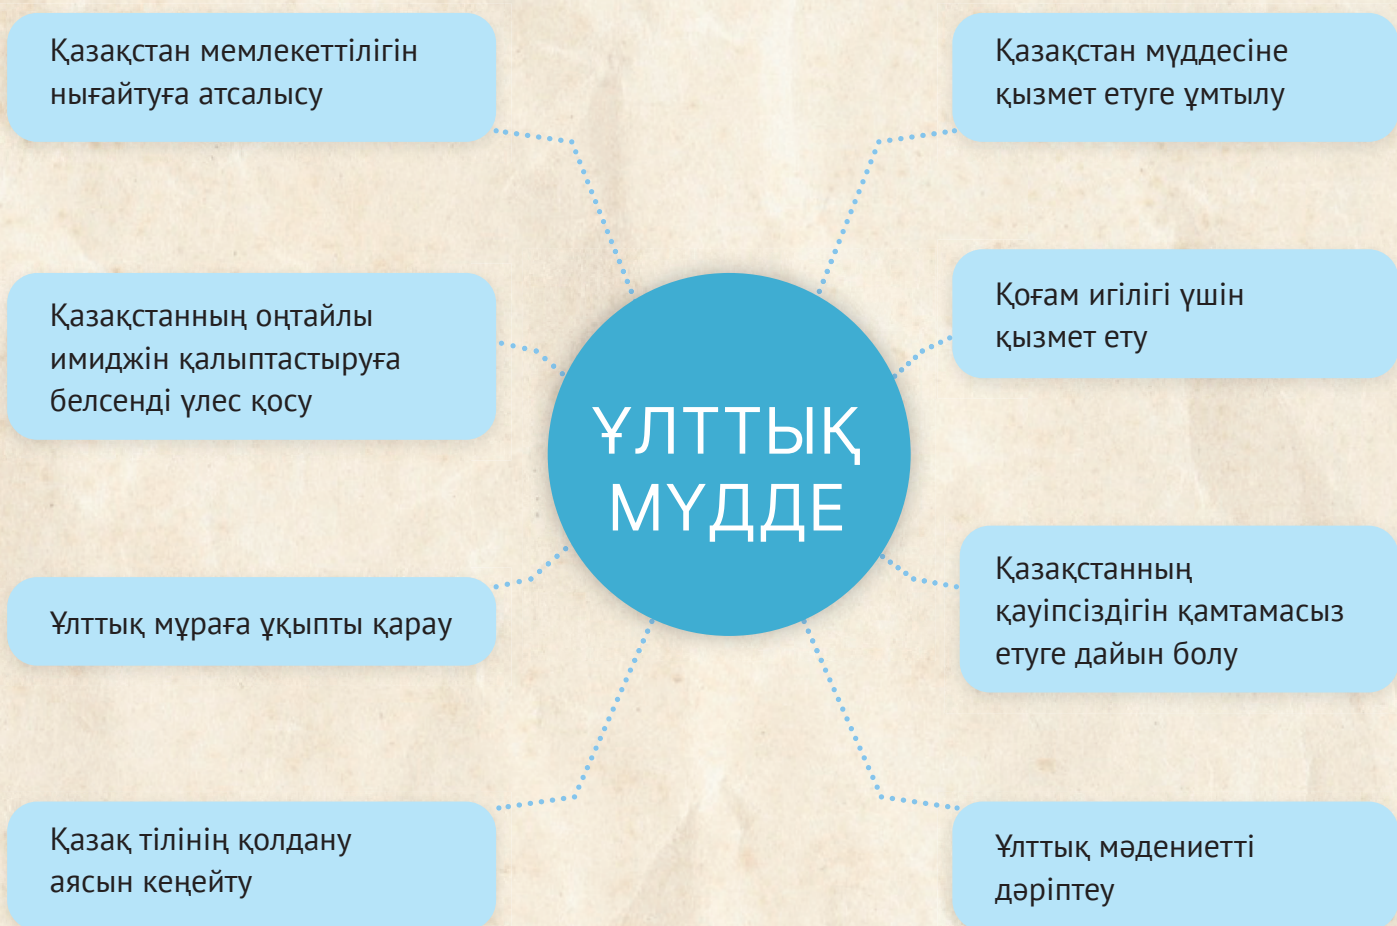 Қазақстан мемлекеттілігін
нығайтуға атсалысу
Қазақстанның оңтайлы
имиджін қалыптастыруға
белсенді үлес қосу
Ұлттық мұраға ұқыпты қарау
Қазақ тілінің қолдану
аясын кеңейту
ҰЛТТЫҚ
МҮДДЕ
Қазақстан мүддесіне
қызмет етуге ұмтылу
Қоғам игілігі үшін
қызмет ету
Қазақстанның
қауіпсіздігін қамтамасыз
етуге дайын болу
Ұлттық мәдениетті
дәріптеу